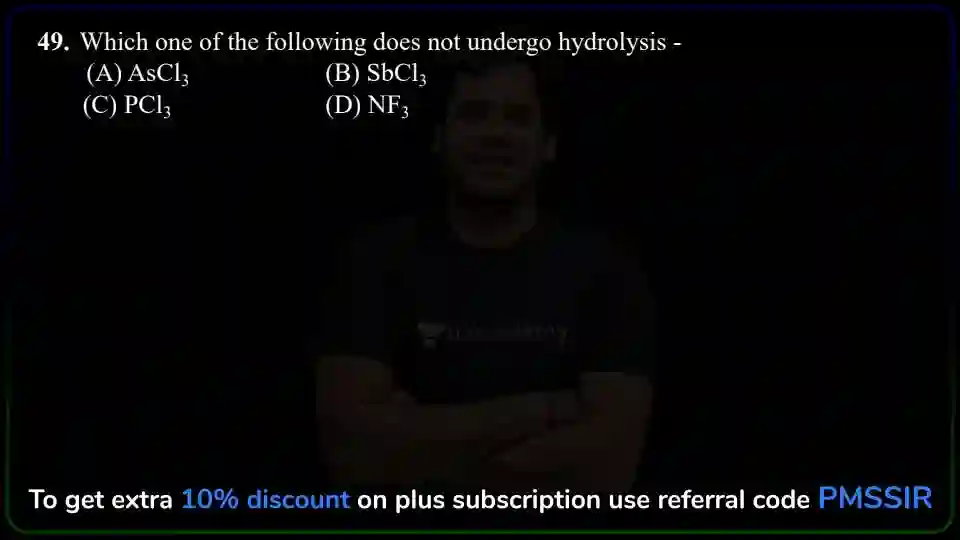 49. Which one of the following does not undergo hydrolysis -
(A) AsCl₃ (B) SbCl₃
(C) PCl₃ (D) NF₃
To get extra 10% discount on plus subscription use referral code PMSSIR